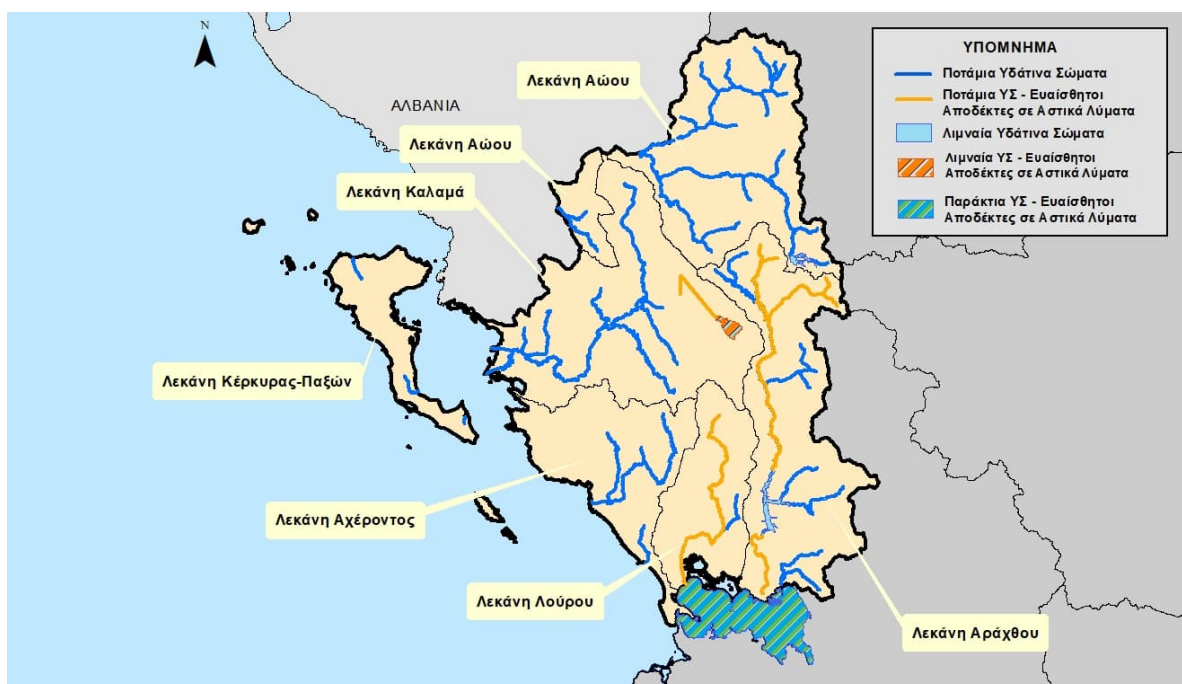 N
ΥΠΟΜΝΗΜΑ
Ποτάμια Υδάτινα Σώματα
Ποτάμια ΥΣ - Ευαίσθητοι
Αποδέκτες σε Αστικά Λύματα
Λιμναία Υδάτινα Σώματα
Λιμναία ΥΣ - Ευαίσθητοι
Αποδέκτες σε Αστικά Λύματα
Παράκτια ΥΣ - Ευαίσθητοι
Αποδέκτες σε Αστικά Λύματα
Λεκάνη Αώου
ΑΛΒΑΝΙΑ
Λεκάνη Αώου
Λεκάνη Καλαμά
Λεκάνη Κέρκυρας-Παξών
Λεκάνη Αχέροντος
Λεκάνη Λούρου
Λεκάνη Αράχθου